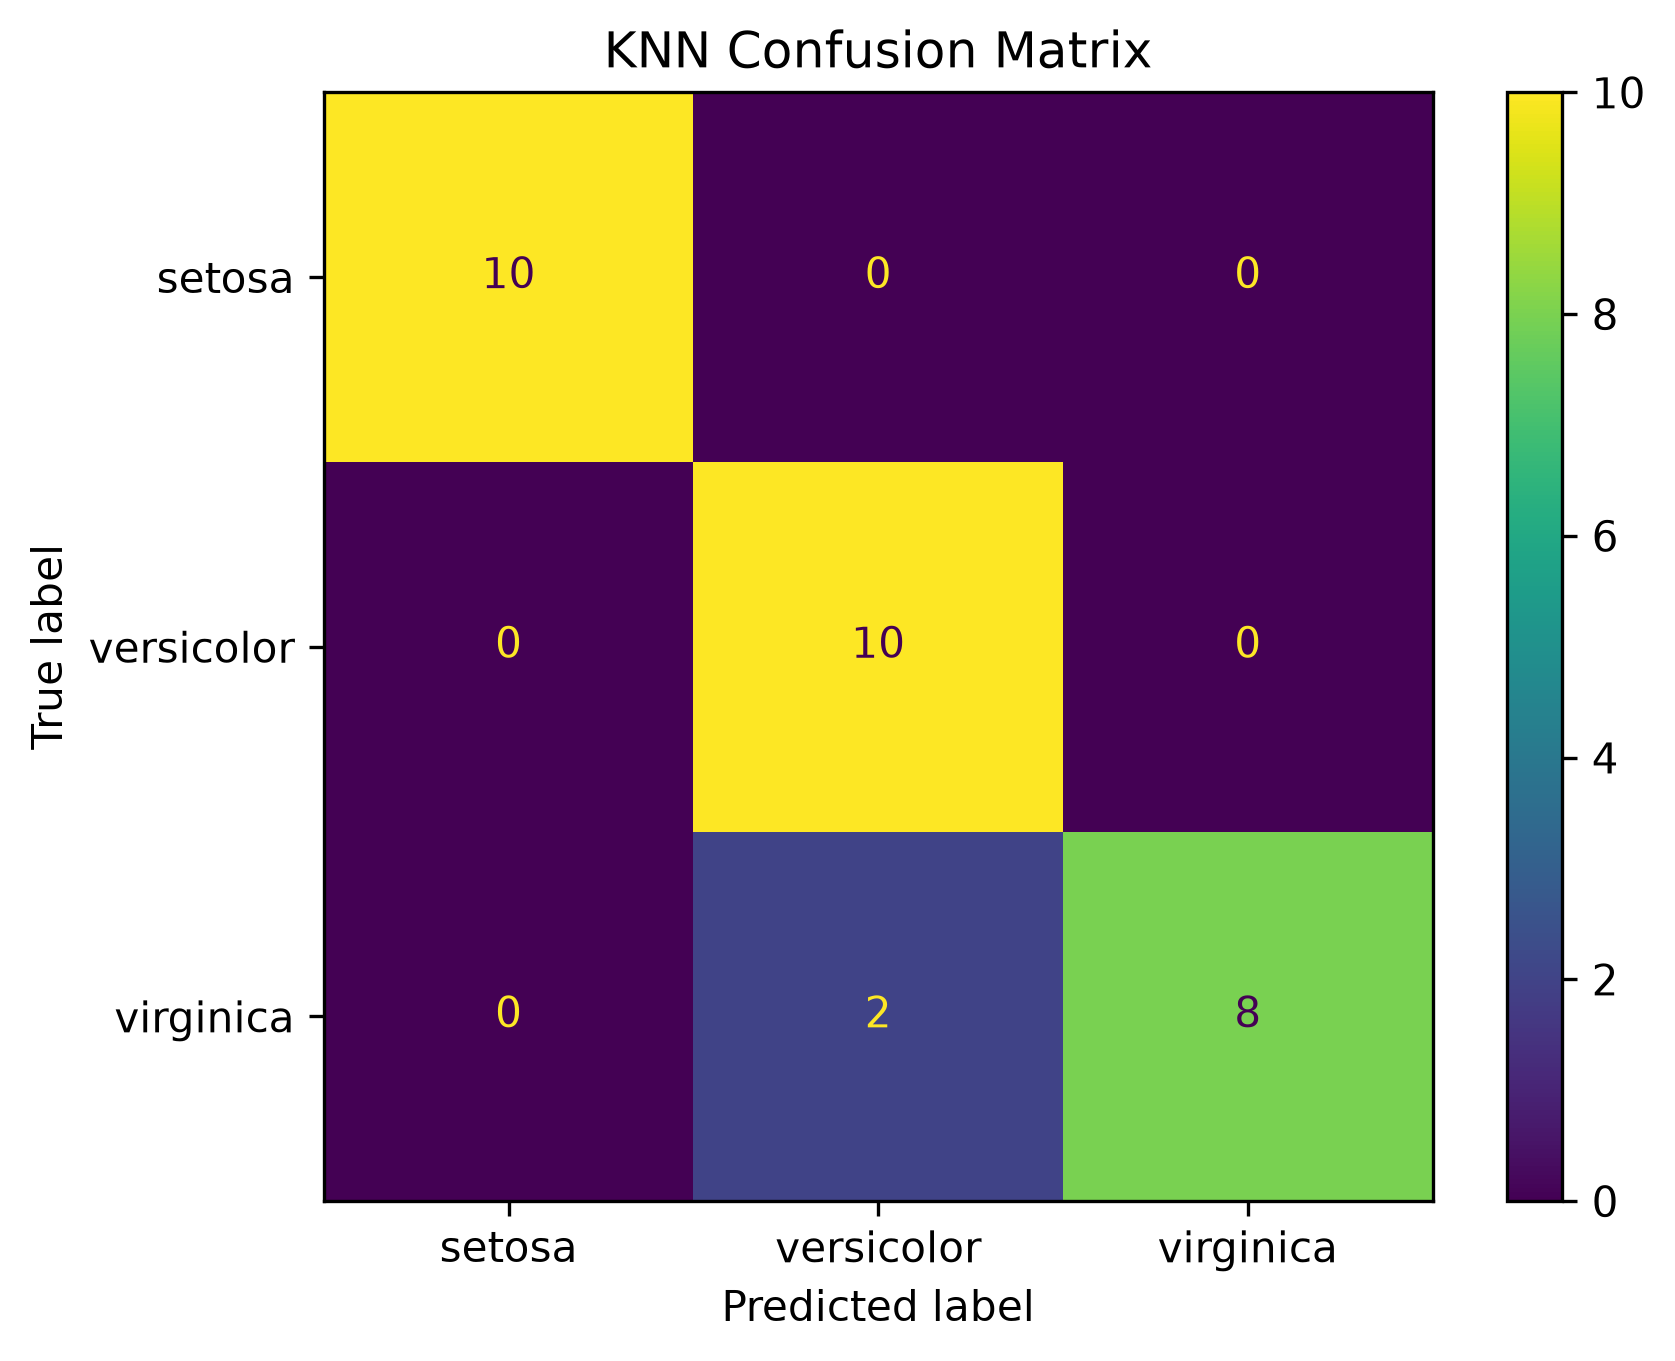 KNN Confusion Matrix
True label
setosa 10 0 0
versicolor 0 10 0
virginica 0 2 8
setosa versicolor virginica
Predicted label
10
8
6
4
2
0